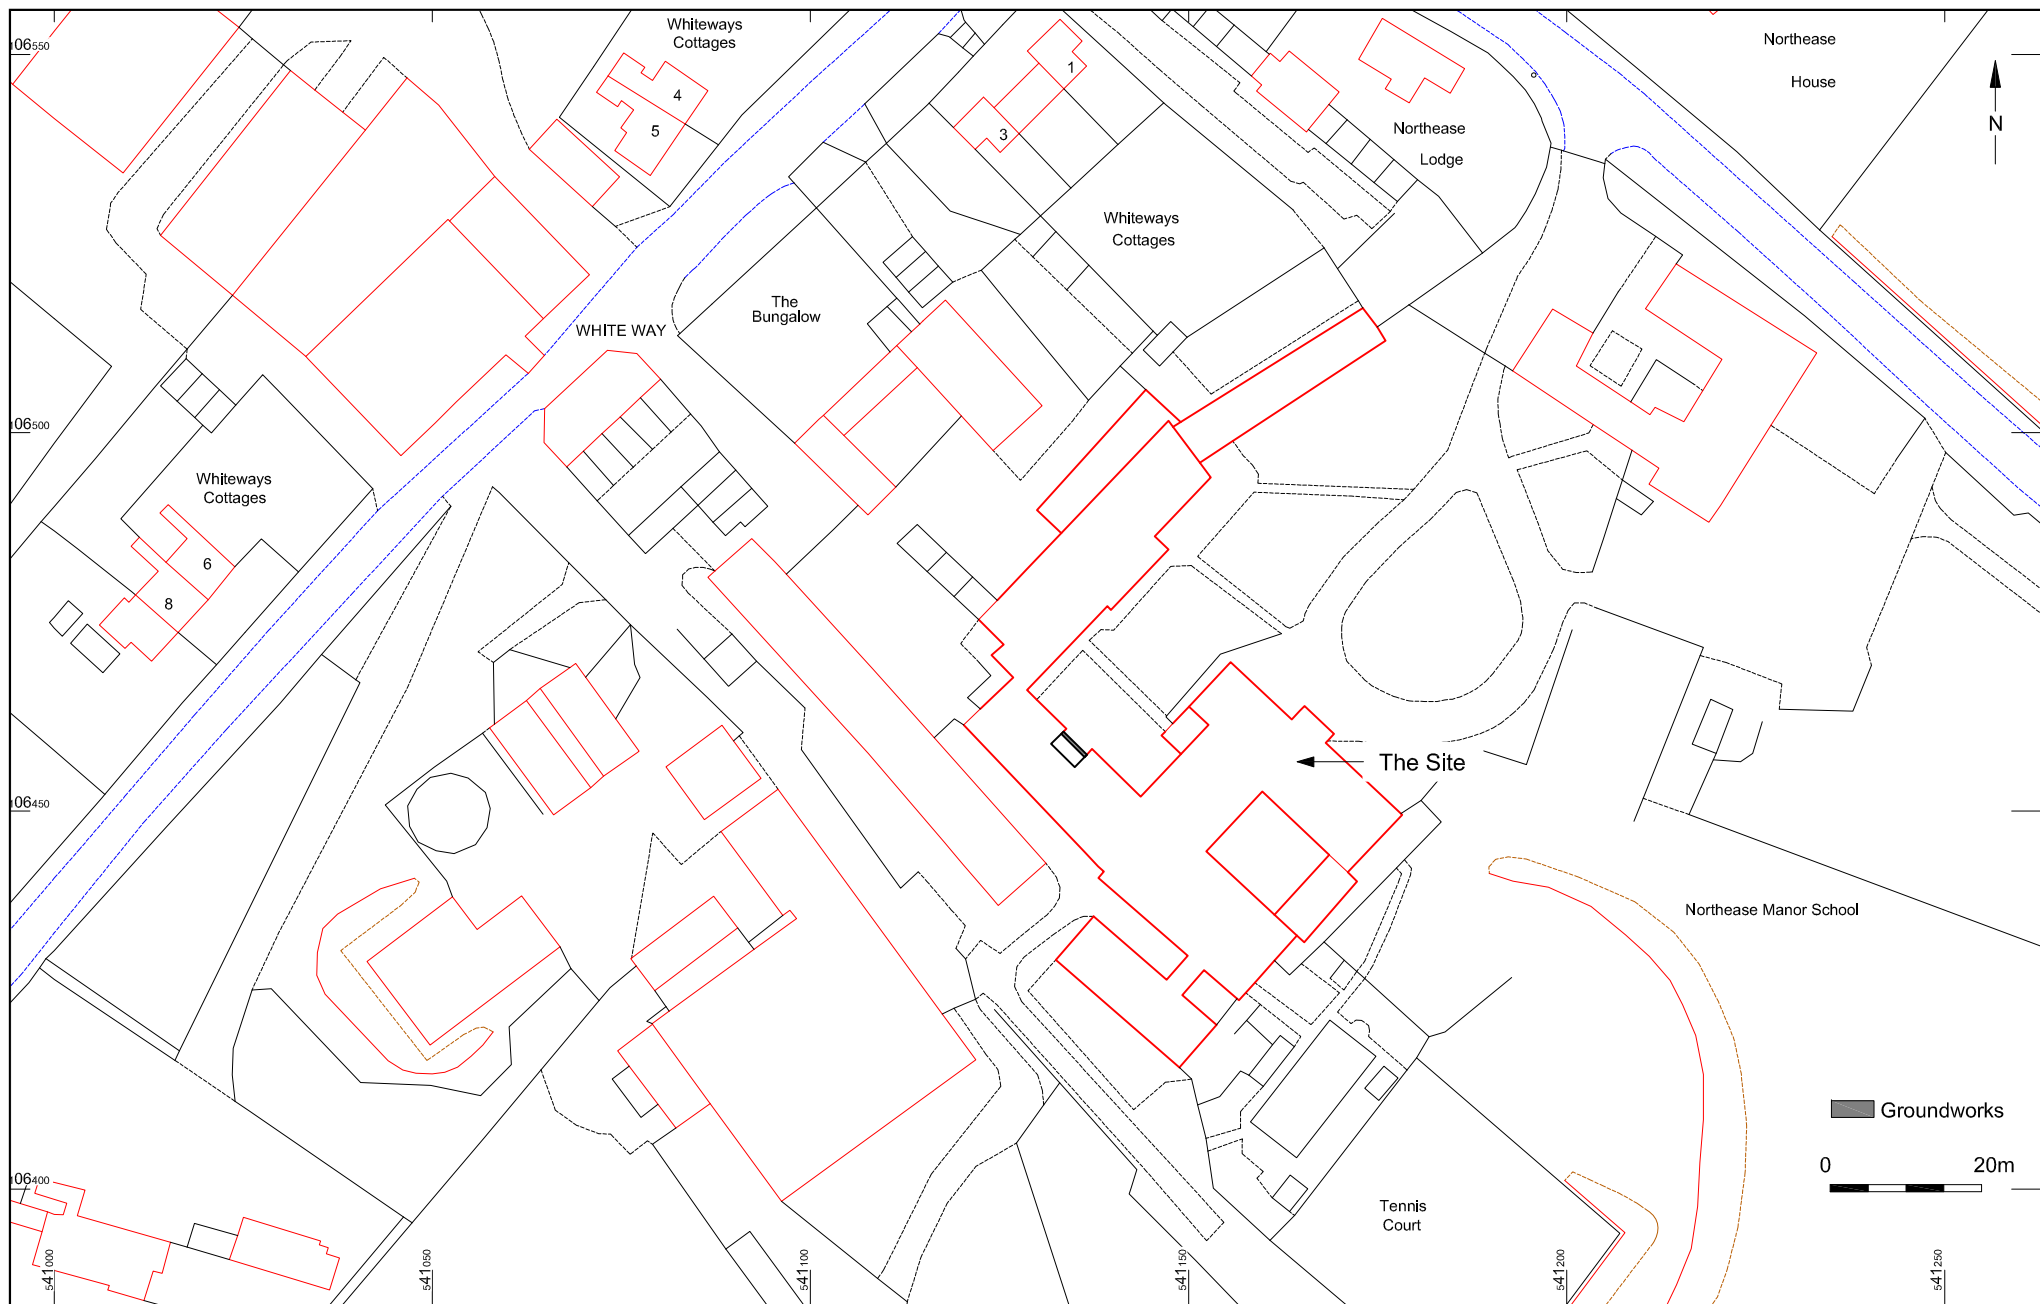 Whiteways
Cottages
4
5
1
3
Northease
House
N
Northease
Lodge
Whiteways
Cottages
The
Bungalow
WHITE WAY
Whiteways
Cottages
6
8
The Site
Northease Manor School
Groundworks
0 20m
Tennis
Court
106550
106500
106450
106400
541000
541050
541100
541150
541200
541250